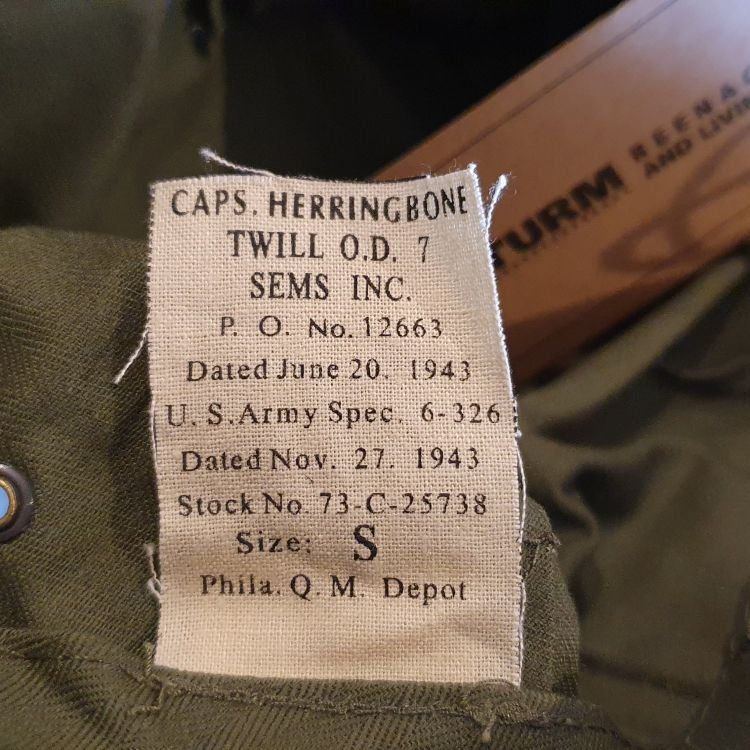 CAPS. HERRINGBONE
TWILL O.D. 7
SEMS INC.
P. O. No. 12663
Dated June 20. 1943
U. S. Army Spec. 6-326
Dated Nov. 27. 1943
Stock No. 73-C-25738
Size: S
Phila. Q. M. Depot
TURM
AND